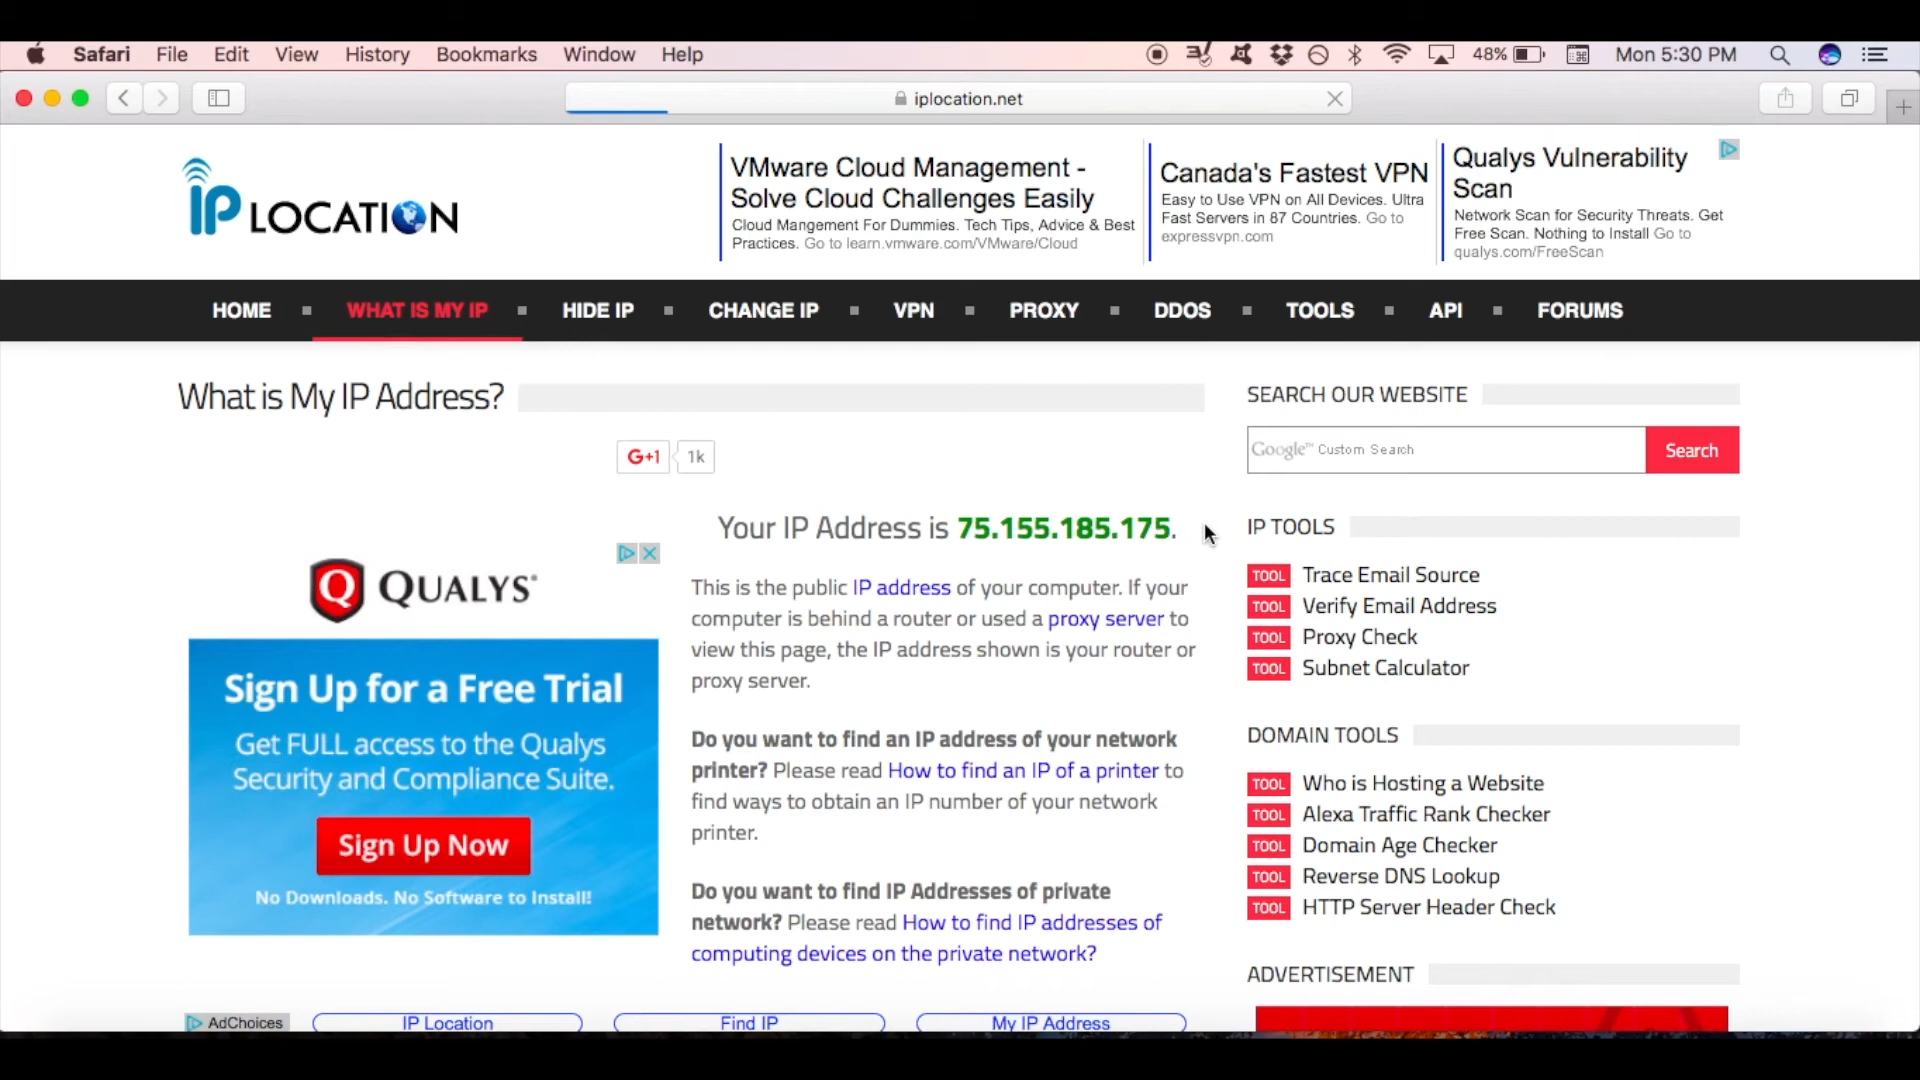 Safari File Edit View History Bookmarks Window Help 48% Mon 5:30 PM
iplocation.net
IP LOCATION
VMware Cloud Management -
Solve Cloud Challenges Easily
Cloud Mangement For Dummies. Tech Tips, Advice & Best
Practices. Go to learn.vmware.com/VMware/Cloud
Canada's Fastest VPN
Easy to Use VPN on All Devices. Ultra
Fast Servers in 87 Countries. Go to
expressvpn.com
Qualys Vulnerability
Scan
Network Scan for Security Threats. Get
Free Scan. Nothing to Install Go to
qualys.com/FreeScan
HOME WHAT IS MY IP HIDE IP CHANGE IP VPN PROXY DDOS TOOLS API FORUMS
What is My IP Address?
G+1 1k
Your IP Address is 75.155.185.175.
QUALYS®
Sign Up for a Free Trial
Get FULL access to the Qualys
Security and Compliance Suite.
Sign Up Now
No Downloads. No Software to Install!
This is the public IP address of your computer. If your
computer is behind a router or used a proxy server to
view this page, the IP address shown is your router or
proxy server.
Do you want to find an IP address of your network
printer? Please read How to find an IP of a printer to
find ways to obtain an IP number of your network
printer.
Do you want to find IP Addresses of private
network? Please read How to find IP addresses of
computing devices on the private network?
AdChoices IP Location Find IP My IP Address
SEARCH OUR WEBSITE
Google™ Custom Search Search
IP TOOLS
TOOL Trace Email Source
TOOL Verify Email Address
TOOL Proxy Check
TOOL Subnet Calculator
DOMAIN TOOLS
TOOL Who is Hosting a Website
TOOL Alexa Traffic Rank Checker
TOOL Domain Age Checker
TOOL Reverse DNS Lookup
TOOL HTTP Server Header Check
ADVERTISEMENT